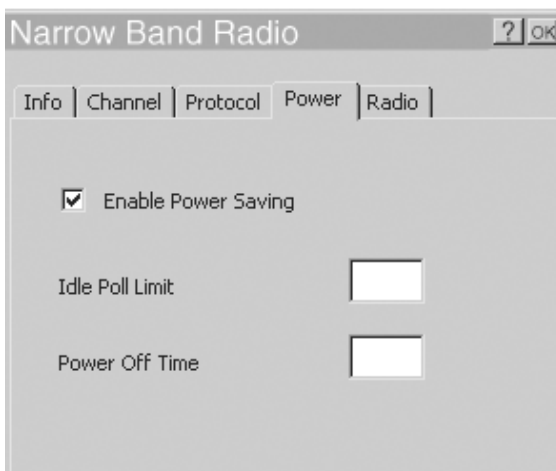 Narrow Band Radio ? OK
Info Channel Protocol Power Radio
Enable Power Saving
Idle Poll Limit
Power Off Time